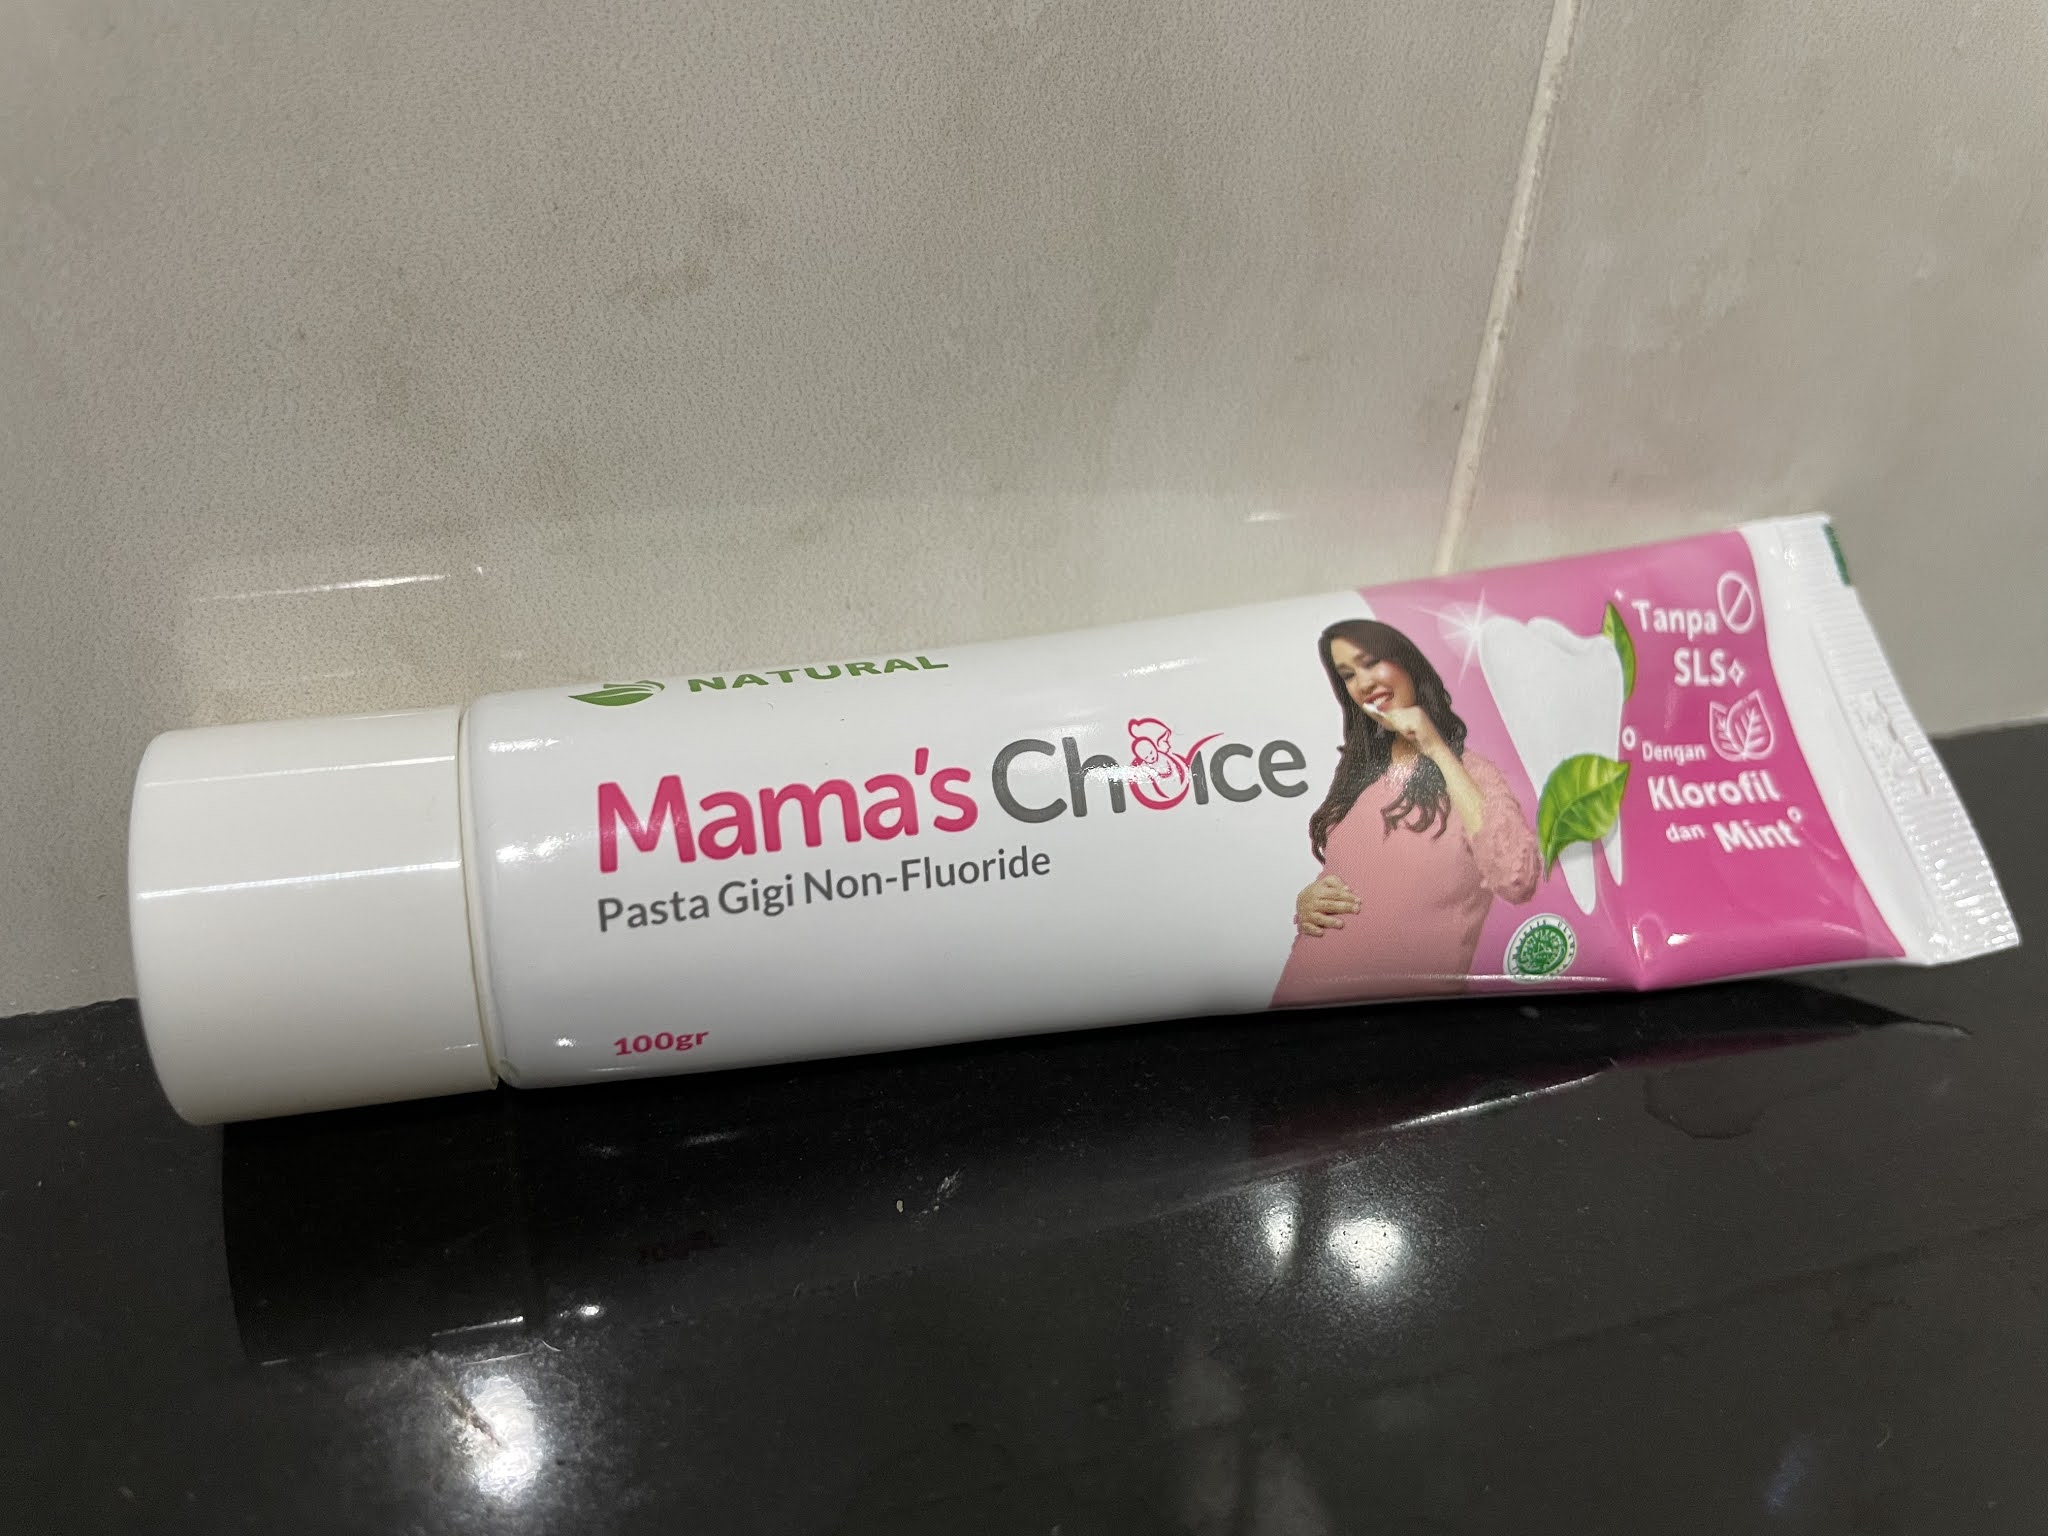 NATURAL
Mama's Choice
Pasta Gigi Non-Fluoride
100gr
Tanpa
SLS
Dengan
Klorofil
dan Mint